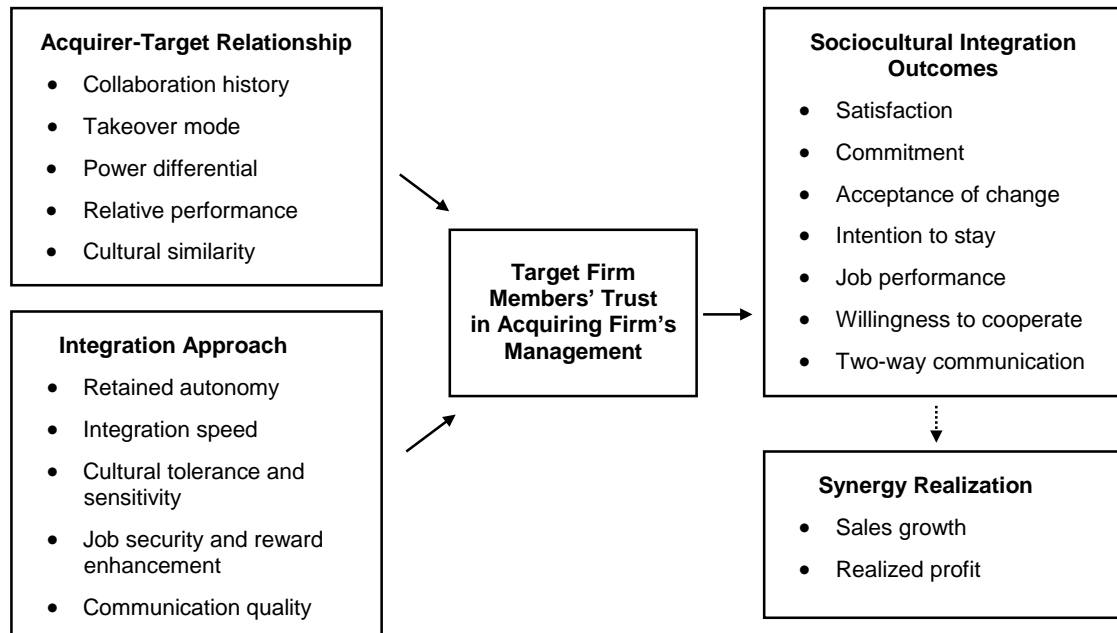 Acquirer-Target Relationship
• Collaboration history
• Takeover mode
• Power differential
• Relative performance
• Cultural similarity
Integration Approach
• Retained autonomy
• Integration speed
• Cultural tolerance and
sensitivity
• Job security and reward
enhancement
• Communication quality
Target Firm
Members’ Trust
in Acquiring Firm’s
Management
Sociocultural Integration
Outcomes
• Satisfaction
• Commitment
• Acceptance of change
• Intention to stay
• Job performance
• Willingness to cooperate
• Two-way communication
Synergy Realization
• Sales growth
• Realized profit